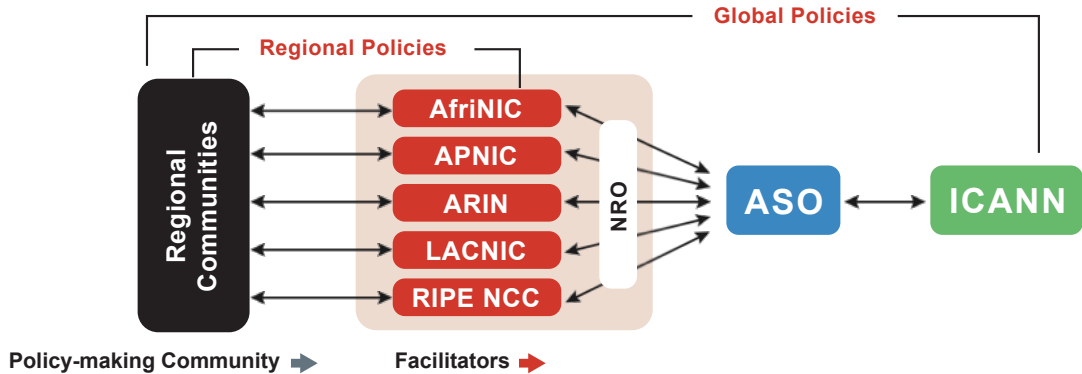 Global Policies
Regional Policies
Regional
Communities
AfriNIC
APNIC
ARIN
LACNIC
RIPE NCC
NRO
ASO
ICANN
Policy-making Community
Facilitators